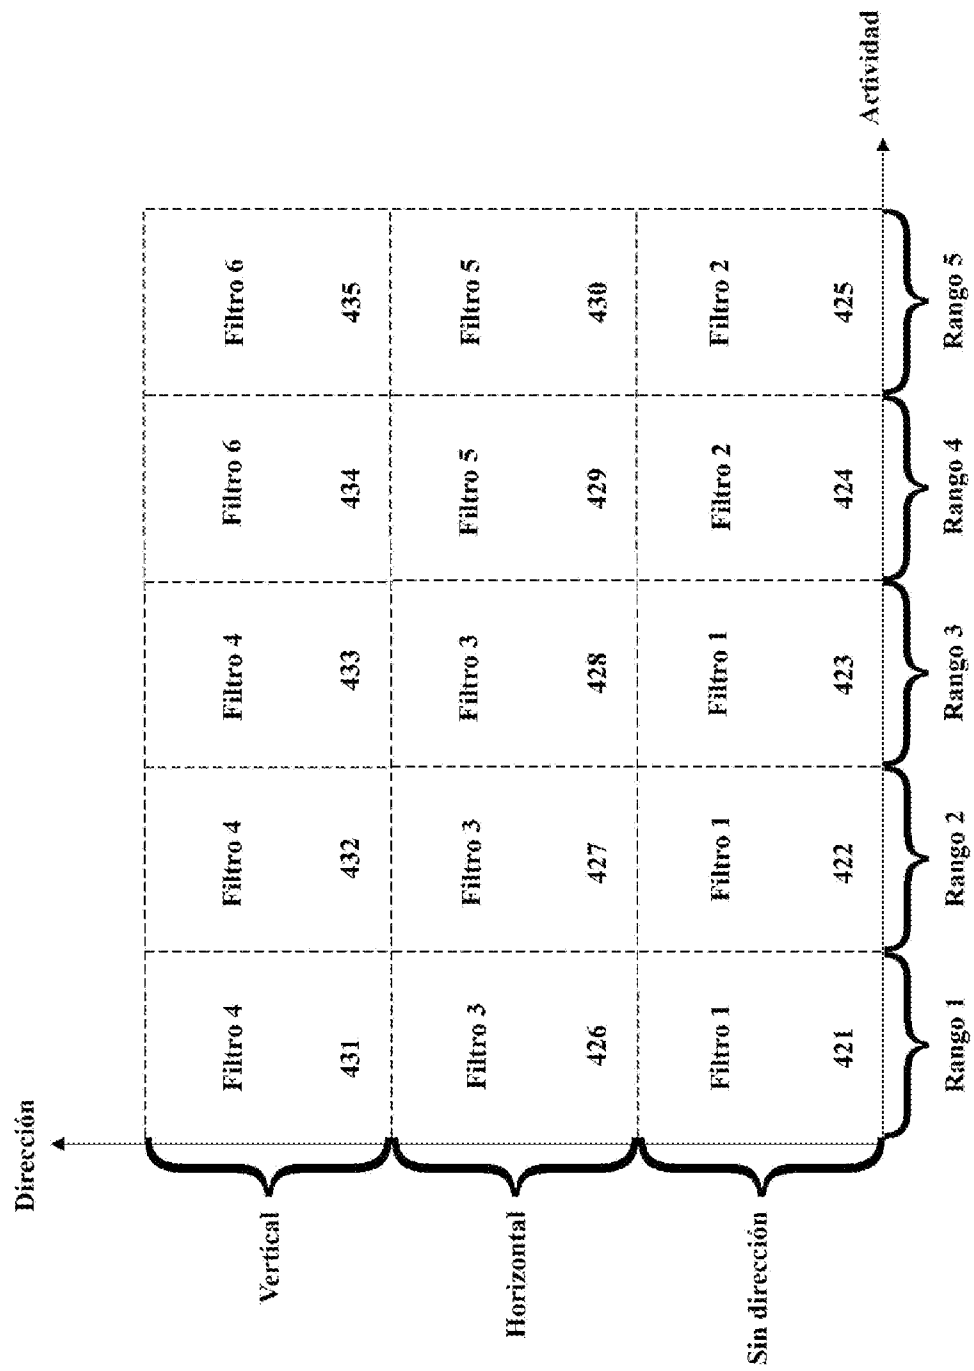 Dirección
Vertical
Filtro 4
Filtro 4
Filtro 4
Filtro 6
Filtro 6
431
432
433
434
435
Horizontal
Filtro 3
Filtro 3
Filtro 3
Filtro 5
Filtro 5
426
427
428
429
430
Sin dirección
Filtro 1
Filtro 1
Filtro 1
Filtro 2
Filtro 2
421
422
423
424
425
Actividad
Rango 1
Rango 2
Rango 3
Rango 4
Rango 5